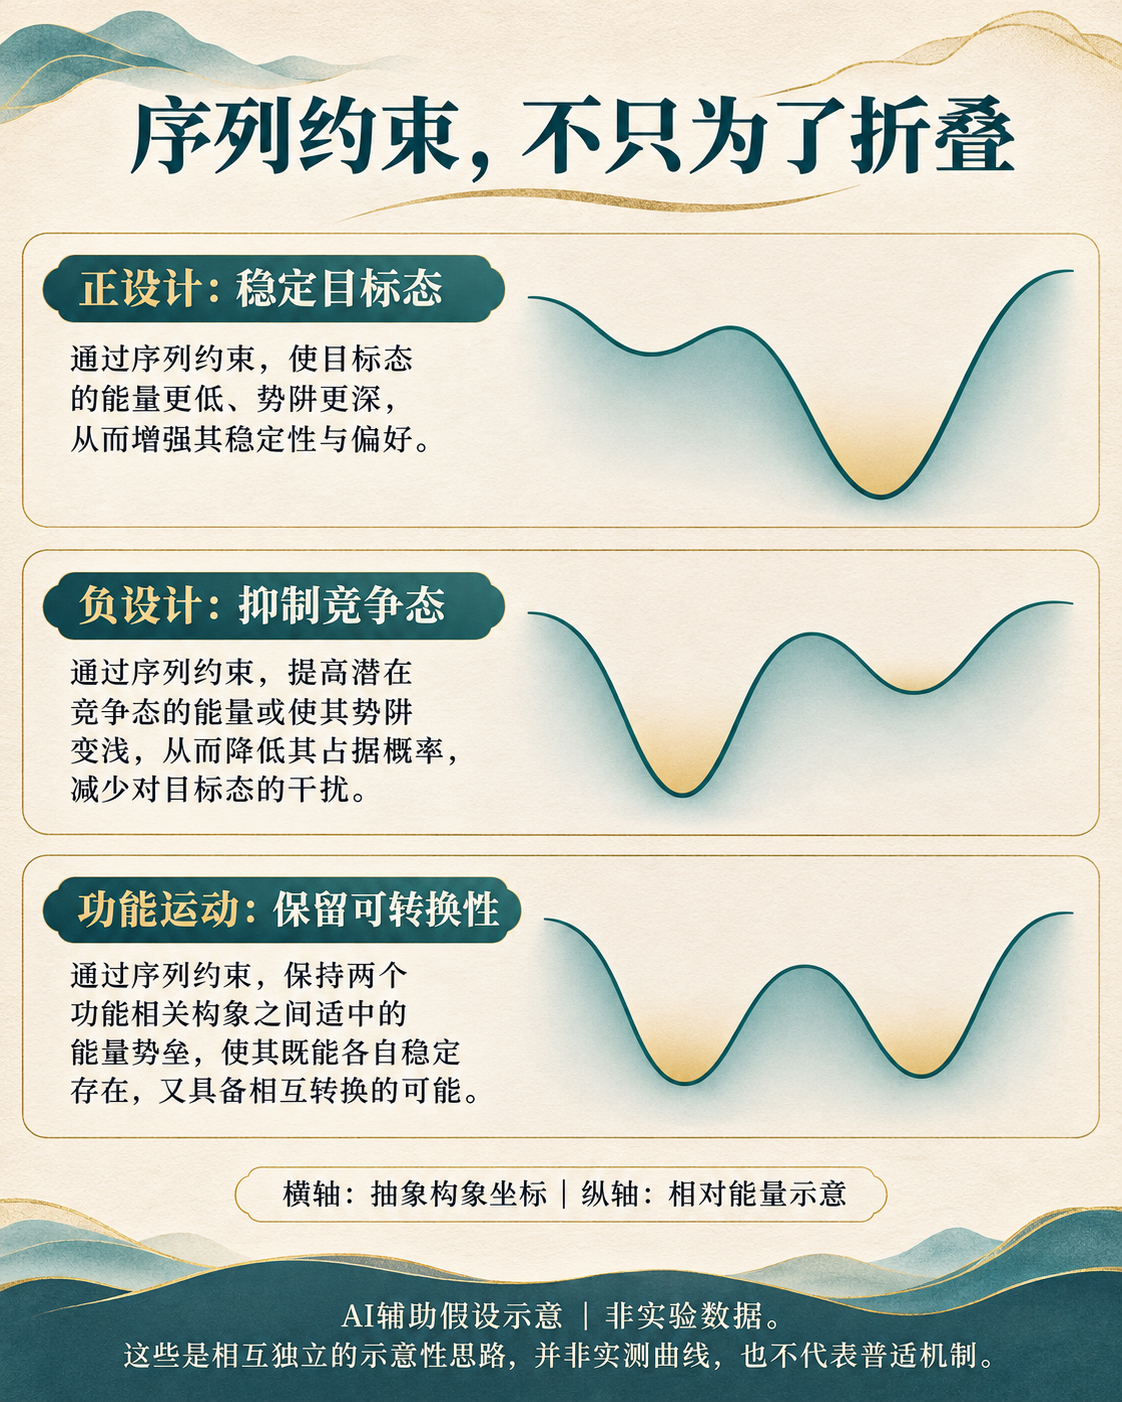 序列约束，不只为了折叠
正设计：稳定目标态
通过序列约束，使目标态
的能量更低、势阱更深，
从而增强其稳定性与偏好。
负设计：抑制竞争态
通过序列约束，提高潜在
竞争态的能量或使其势阱
变浅，从而降低其占据概率，
减少对目标态的干扰。
功能运动：保留可转换性
通过序列约束，保持两个
功能相关构象之间适中的
能量势垒，使其既能各自稳定
存在，又具备相互转换的可能。
横轴：抽象构象坐标｜纵轴：相对能量示意
AI辅助假设示意｜非实验数据。
这些是相互独立的示意性思路，并非实测曲线，也不代表普适机制。